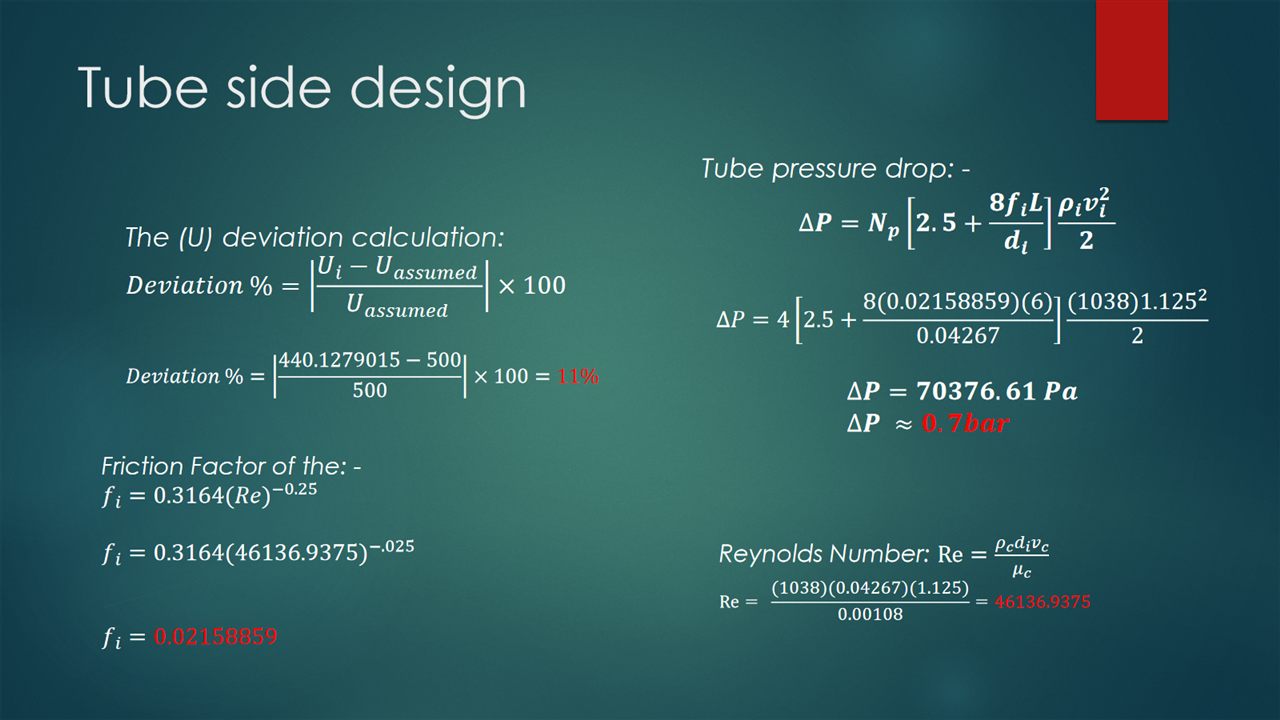 Tube side design
The (U) deviation calculation:
Deviation % = |(U_i − U_assumed)/U_assumed| × 100
Deviation % = |(440.1279015 − 500)/500| × 100 = 11%
Friction Factor of the: -
f_i = 0.3164(Re)^−0.25
f_i = 0.3164(46136.9375)^−.025
f_i = 0.02158859
Tube pressure drop: -
ΔP = N_p [2.5 + 8f_iL/d_i] ρ_iv_i^2/2
ΔP = 4 [2.5 + 8(0.02158859)(6)/0.04267] (1038)1.125²/2
ΔP = 70376.61 Pa
ΔP ≈ 0.7bar
Reynolds Number: Re = ρ_cd_iv_c/μ_c
Re = (1038)(0.04267)(1.125)/0.00108 = 46136.9375